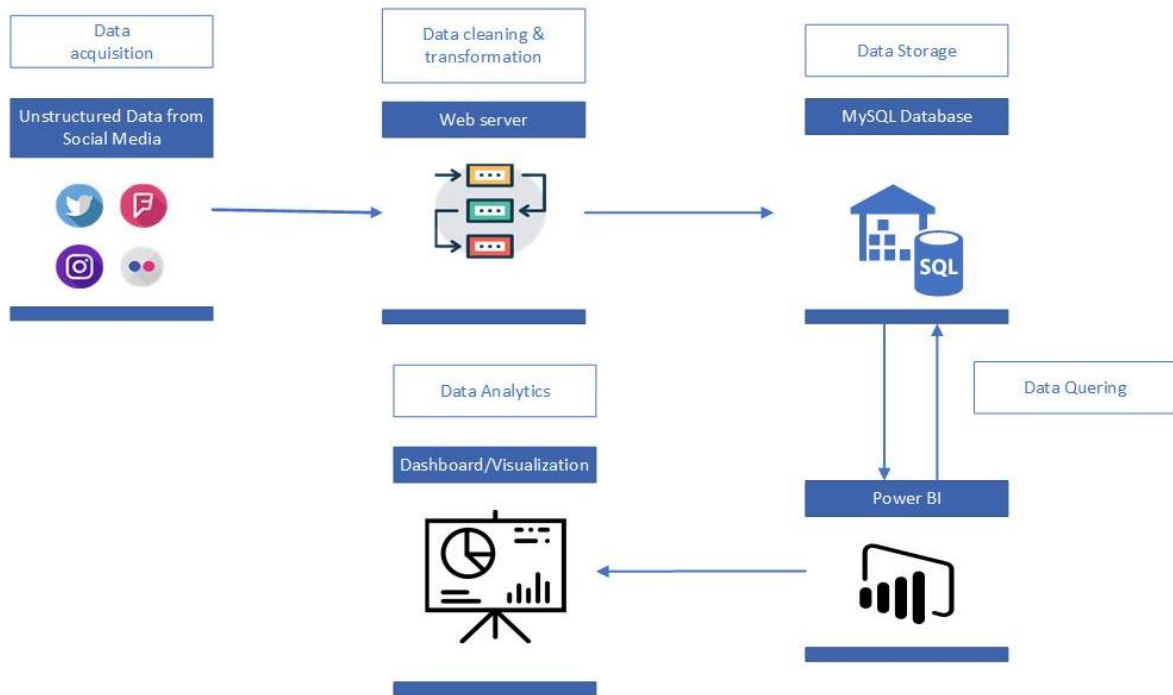 Data
acquisition
Data cleaning &
transformation
Data Storage
Unstructured Data from
Social Media
Web server
MySQL Database
SQL
Data Analytics
Data Quering
Dashboard/Visualization
Power BI